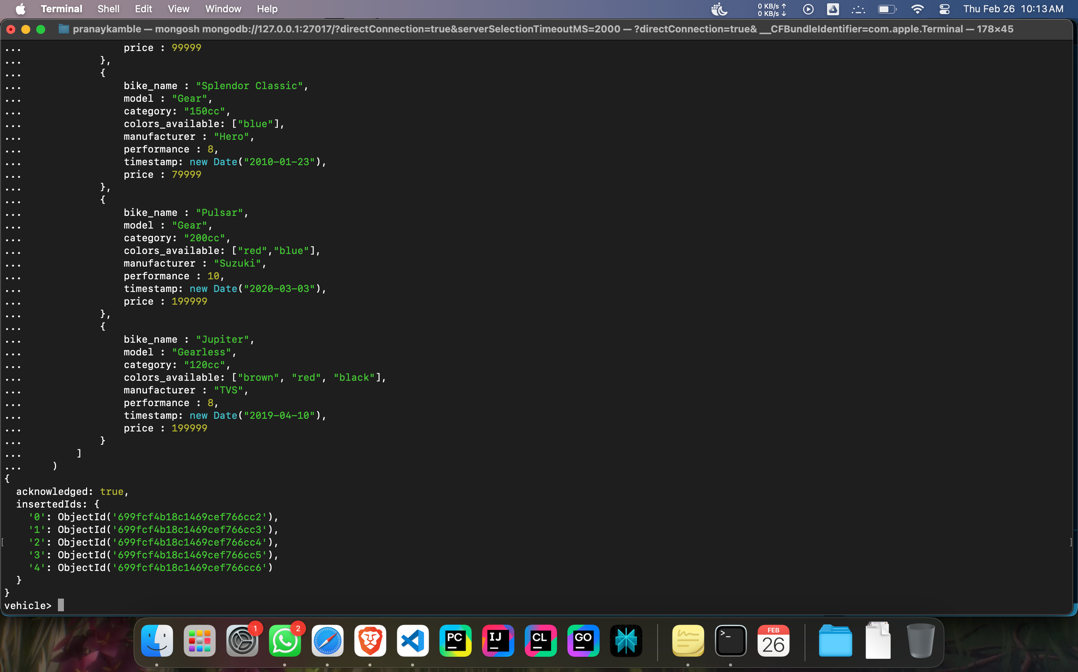 Terminal Shell Edit View Window Help 0 KB/s ↑ 0 KB/s ↓ Thu Feb 26 10:13 AM
pranaykamble — mongosh mongodb://127.0.0.1:27017/?directConnection=true&serverSelectionTimeoutMS=2000 — ?directConnection=true& __CFBundleIdentifier=com.apple.Terminal — 178×45
... price : 99999
... },
... {
... bike_name : "Splendor Classic",
... model : "Gear",
... category: "150cc",
... colors_available: ["blue"],
... manufacturer : "Hero",
... performance : 8,
... timestamp: new Date("2010-01-23"),
... price : 79999
... },
... {
... bike_name : "Pulsar",
... model : "Gear",
... category: "200cc",
... colors_available: ["red","blue"],
... manufacturer : "Suzuki",
... performance : 10,
... timestamp: new Date("2020-03-03"),
... price : 199999
... },
... {
... bike_name : "Jupiter",
... model : "Gearless",
... category: "120cc",
... colors_available: ["brown", "red", "black"],
... manufacturer : "TVS",
... performance : 8,
... timestamp: new Date("2019-04-10"),
... price : 199999
... }
... ]
... )
{
acknowledged: true,
insertedIds: {
'0': ObjectId('699fcf4b18c1469cef766cc2'),
'1': ObjectId('699fcf4b18c1469cef766cc3'),
'2': ObjectId('699fcf4b18c1469cef766cc4'),
'3': ObjectId('699fcf4b18c1469cef766cc5'),
'4': ObjectId('699fcf4b18c1469cef766cc6')
}
}
vehicle>
1 2 PC IJ CL GO >_ FEB 26